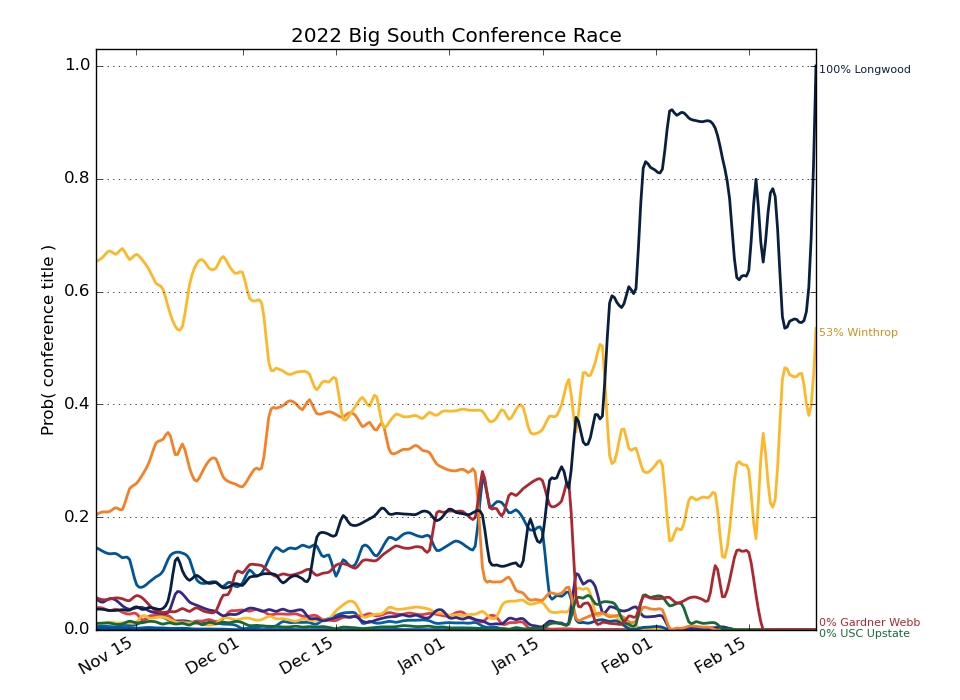 2022 Big South Conference Race
Prob( conference title )
1.0
0.8
0.6
0.4
0.2
0.0
Nov 15
Dec 01
Dec 15
Jan 01
Jan 15
Feb 01
Feb 15
100% Longwood
53% Winthrop
0% Gardner Webb
0% USC Upstate